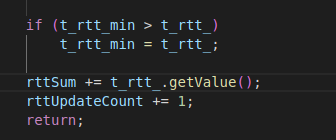 if (t_rtt_min > t_rtt_)
t_rtt_min = t_rtt_;
rttSum += t_rtt_.getValue();
rttUpdateCount += 1;
return;